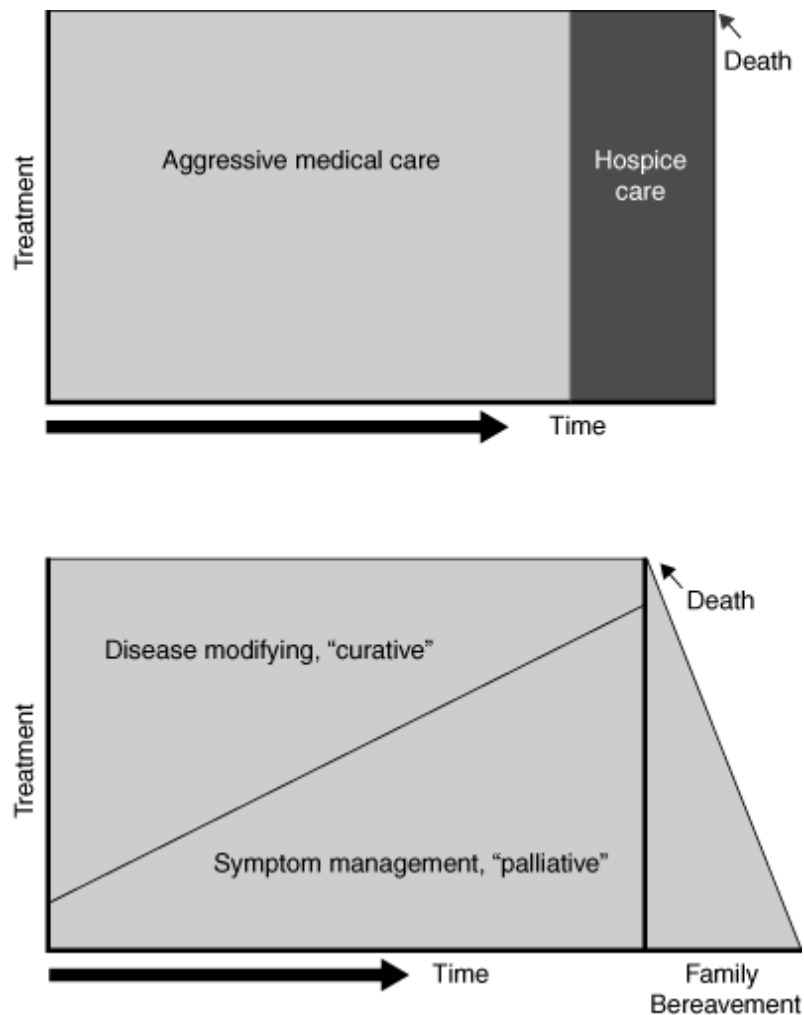 Death
Aggressive medical care
Hospice
care
Treatment
Time
Death
Disease modifying, “curative”
Treatment
Symptom management, “palliative”
Time
Family
Bereavement